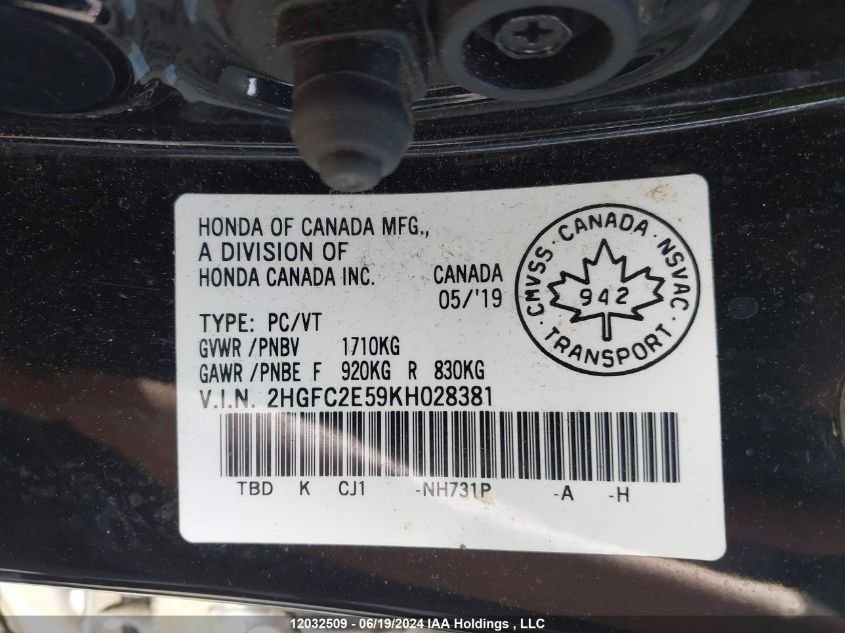 HONDA OF CANADA MFG.,
A DIVISION OF
HONDA CANADA INC. CANADA
05/'19
TYPE: PC/VT
GVWR /PNBV 1710KG
GAWR /PNBE F 920KG R 830KG
V.I.N. 2HGFC2E59KH028381
TBD K CJ1 -NH731P -A -H
CMVSS · CANADA · NSVAC ·
942
TRANSPORT ·
12032509 - 06/19/2024 IAA Holdings , LLC